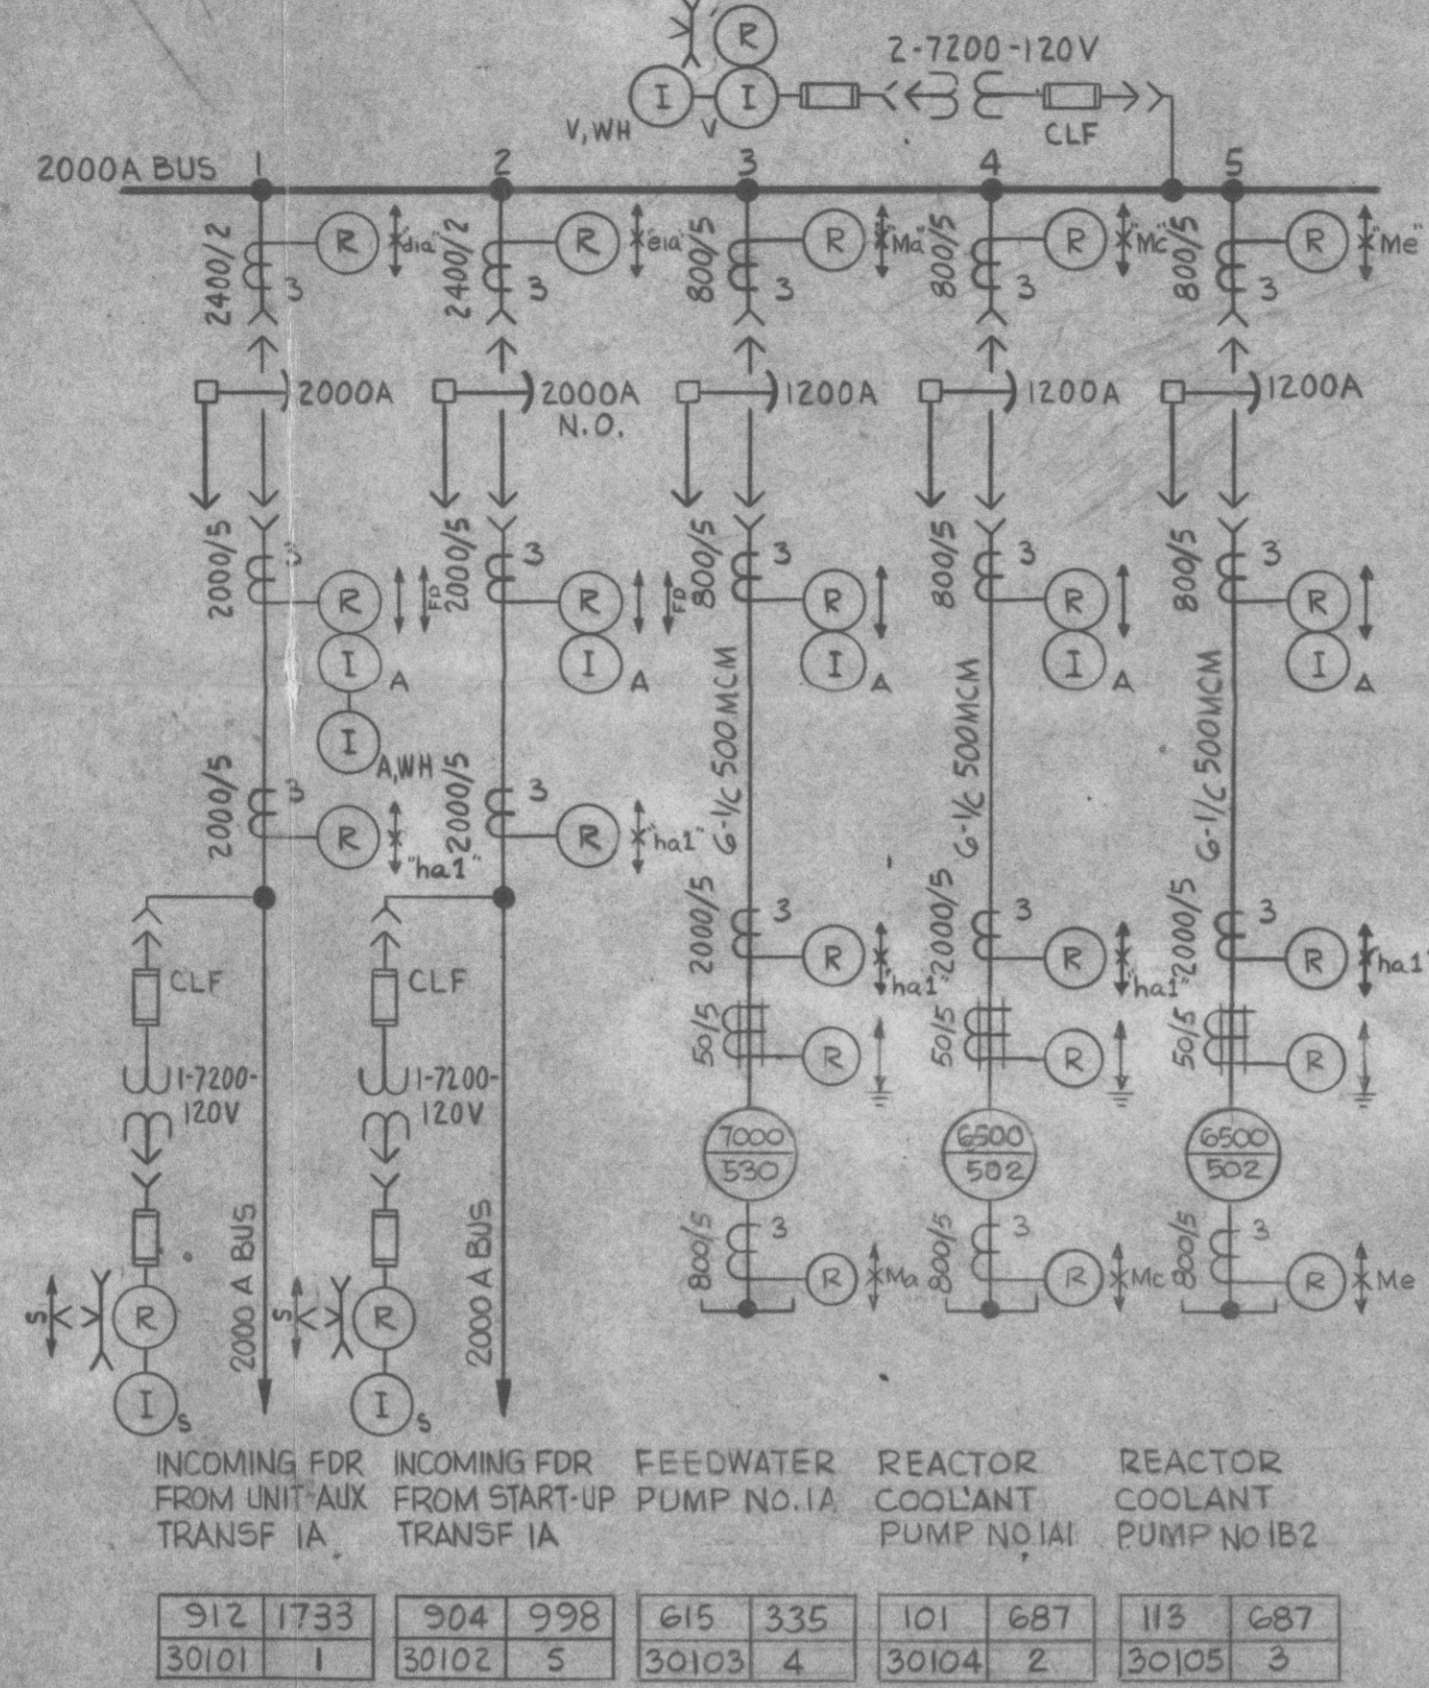 R
2-7200-120V
I I
V,WH V CLF
2000A BUS 1 2 3 4 5
2400/2 3 R "d1a"
2400/2 3 R "e1a"
800/5 3 R "Ma"
800/5 3 R "Mc"
800/5 3 R "Me"
2000A
2000A
N.O.
1200A
1200A
1200A
2000/5 3 R FD
I A
I A,WH
2000/5 3 R FD
I A
800/5 3 R
I A
800/5 3 R
I A
800/5 3 R
I A
6-1/C 500MCM
6-1/C 500MCM
6-1/C 500MCM
2000/5 3 R "ha1"
2000/5 3 R "ha1"
2000/5 3 R "ha1"
2000/5 3 R "ha1"
2000/5 3 R "ha1"
CLF
CLF
50/5 R
50/5 R
50/5 R
1-7200-
120V
1-7200-
120V
7000
530
6500
502
6500
502
2000 A BUS
2000 A BUS
800/5 3 R Ma
800/5 3 R Mc
800/5 3 R Me
S R
I S
S R
I S
INCOMING FDR
FROM UNIT AUX
TRANSF 1A
INCOMING FDR
FROM START-UP
TRANSF 1A
FEEDWATER
PUMP NO.1A
REACTOR
COOLANT
PUMP NO 1A1
REACTOR
COOLANT
PUMP NO 1B2
912 1733
30101 1
904 998
30102 5
615 335
30103 4
101 687
30104 2
113 687
30105 3